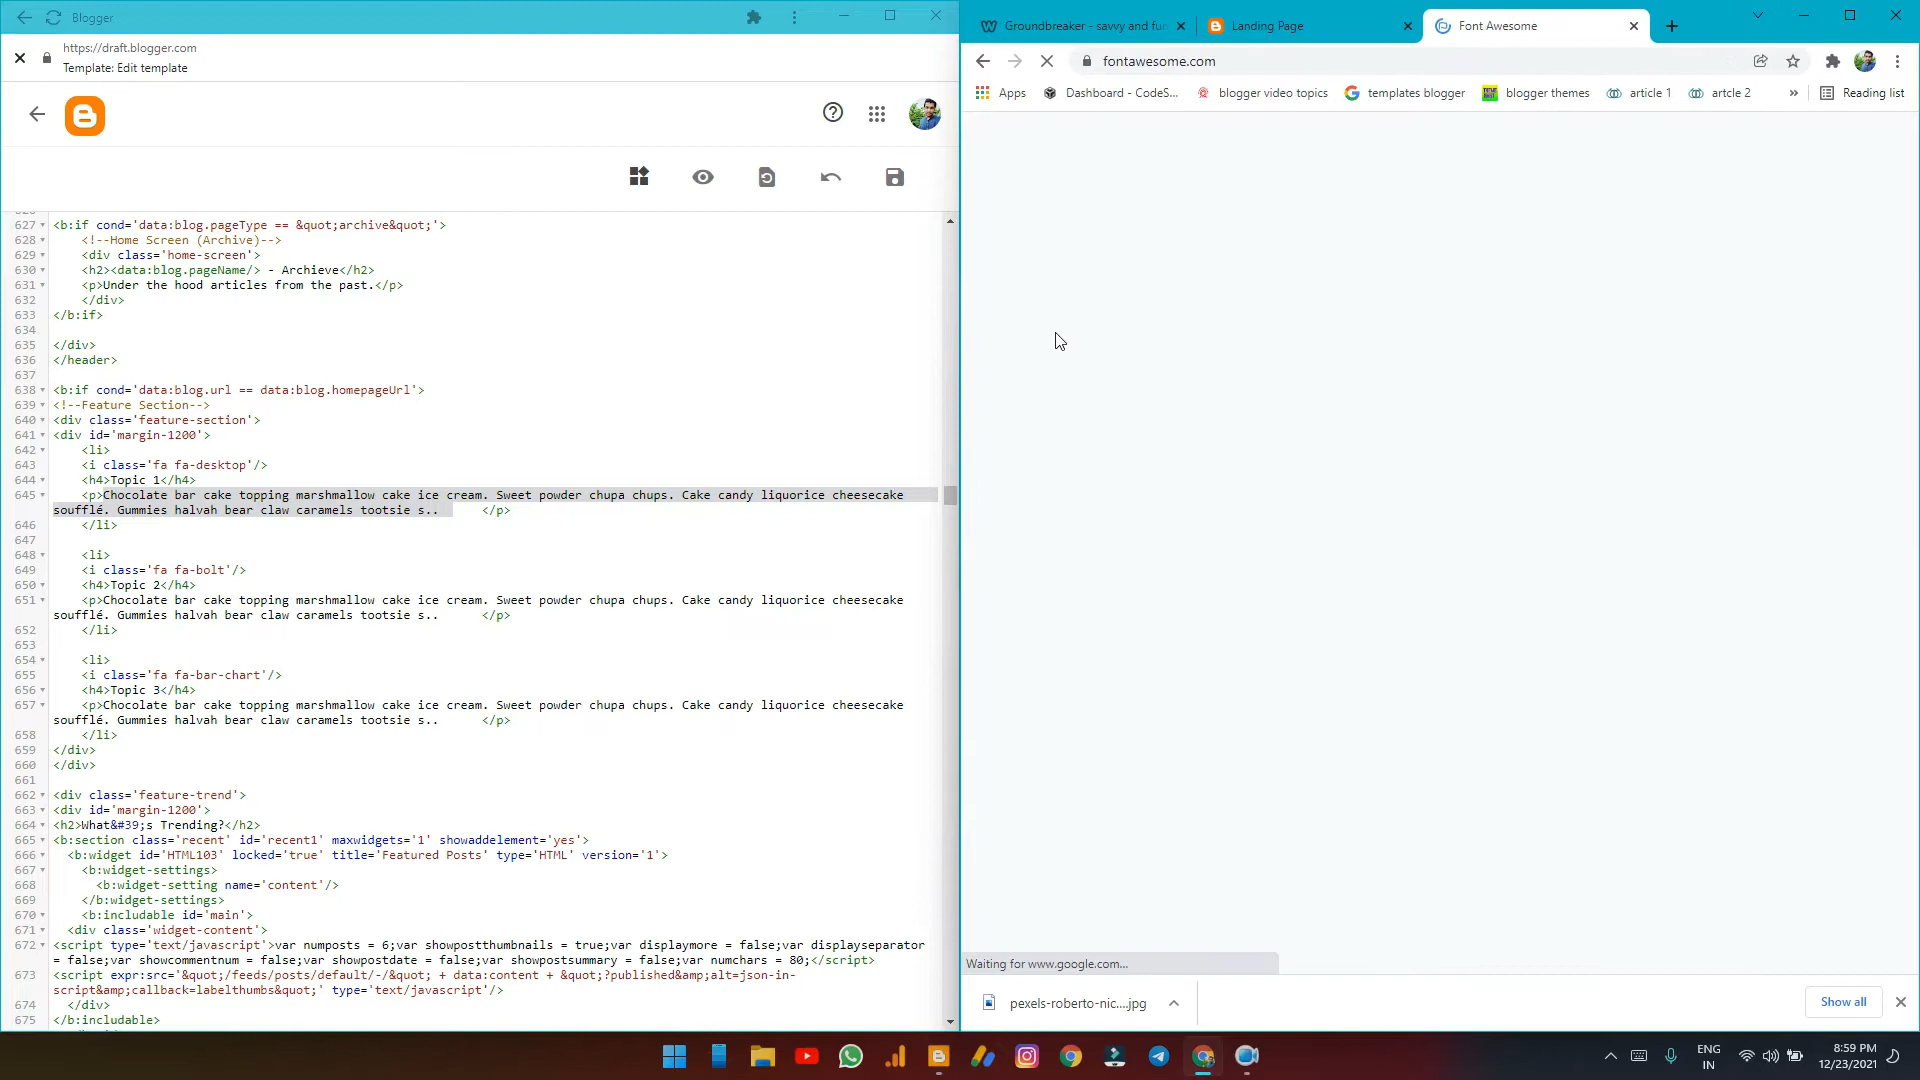 Blogger
https://draft.blogger.com
Template: Edit template
627 <b:if cond='data:blog.pageType == &quot;archive&quot;'>
628 <!--Home Screen (Archive)-->
629 <div class='home-screen'>
630 <h2><data:blog.pageName/> - Archieve</h2>
631 <p>Under the hood articles from the past.</p>
632 </div>
633 </b:if>
634
635 </div>
636 </header>
637
638 <b:if cond='data:blog.url == data:blog.homepageUrl'>
639 <!--Feature Section-->
640 <div class='feature-section'>
641 <div id='margin-1200'>
642 <li>
643 <i class='fa fa-desktop'/>
644 <h4>Topic 1</h4>
645 <p>Chocolate bar cake topping marshmallow cake ice cream. Sweet powder chupa chups. Cake candy liquorice cheesecake
soufflé. Gummies halvah bear claw caramels tootsie s.. </p>
646 </li>
647
648 <li>
649 <i class='fa fa-bolt'/>
650 <h4>Topic 2</h4>
651 <p>Chocolate bar cake topping marshmallow cake ice cream. Sweet powder chupa chups. Cake candy liquorice cheesecake
soufflé. Gummies halvah bear claw caramels tootsie s.. </p>
652 </li>
653
654 <li>
655 <i class='fa fa-bar-chart'/>
656 <h4>Topic 3</h4>
657 <p>Chocolate bar cake topping marshmallow cake ice cream. Sweet powder chupa chups. Cake candy liquorice cheesecake
soufflé. Gummies halvah bear claw caramels tootsie s.. </p>
658 </li>
659 </div>
660 </div>
661
662 <div class='feature-trend'>
663 <div id='margin-1200'>
664 <h2>What&#39;s Trending?</h2>
665 <b:section class='recent' id='recent1' maxwidgets='1' showaddelement='yes'>
666 <b:widget id='HTML103' locked='true' title='Featured Posts' type='HTML' version='1'>
667 <b:widget-settings>
668 <b:widget-setting name='content'/>
669 </b:widget-settings>
670 <b:includable id='main'>
671 <div class='widget-content'>
672 <script type='text/javascript'>var numposts = 6;var showpostthumbnails = true;var displaymore = false;var displayseparator
= false;var showcommentnum = false;var showpostdate = false;var showpostsummary = false;var numchars = 80;</script>
673 <script expr:src='&quot;/feeds/posts/default/-/&quot; + data:content + &quot;?published&amp;alt=json-in-
script&amp;callback=labelthumbs&quot;' type='text/javascript'/>
674 </div>
675 </b:includable>
Groundbreaker - savvy and fu
Landing Page
Font Awesome
fontawesome.com
Apps
Dashboard - CodeS...
blogger video topics
templates blogger
blogger themes
article 1
artcle 2
»
Reading list
Waiting for www.google.com...
pexels-roberto-nic....jpg
Show all
ENG
IN
8:59 PM
12/23/2021